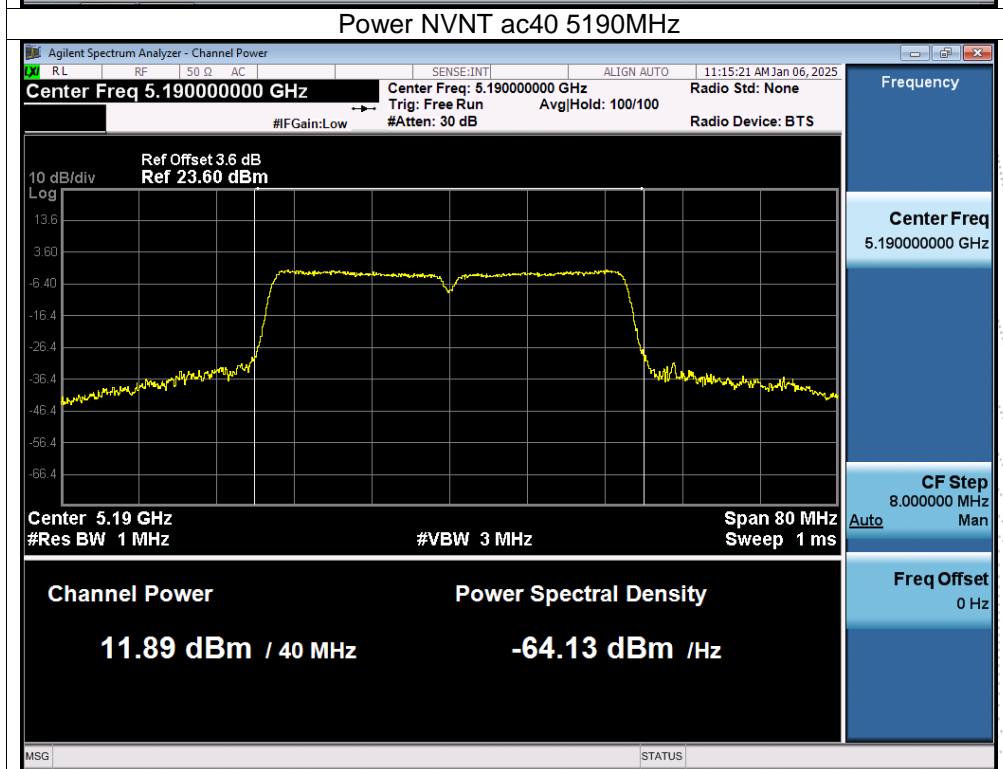 Power NVNT ac40 5190MHz
Agilent Spectrum Analyzer - Channel Power
LXI RL RF 50 Ω AC SENSE:INT ALIGN AUTO 11:15:21 AM Jan 06, 2025
Center Freq 5.190000000 GHz
Center Freq: 5.190000000 GHz
Radio Std: None
Trig: Free Run Avg|Hold: 100/100
#IFGain:Low
#Atten: 30 dB
Radio Device: BTS
Ref Offset 3.6 dB
10 dB/div Ref 23.60 dBm
Log
13.6
3.60
-6.40
-16.4
-26.4
-36.4
-46.4
-56.4
-66.4
Center 5.19 GHz Span 80 MHz
#Res BW 1 MHz #VBW 3 MHz Sweep 1 ms
Channel Power Power Spectral Density
11.89 dBm / 40 MHz -64.13 dBm /Hz
MSG STATUS
Frequency
Center Freq
5.190000000 GHz
CF Step
8.000000 MHz
Auto Man
Freq Offset
0 Hz